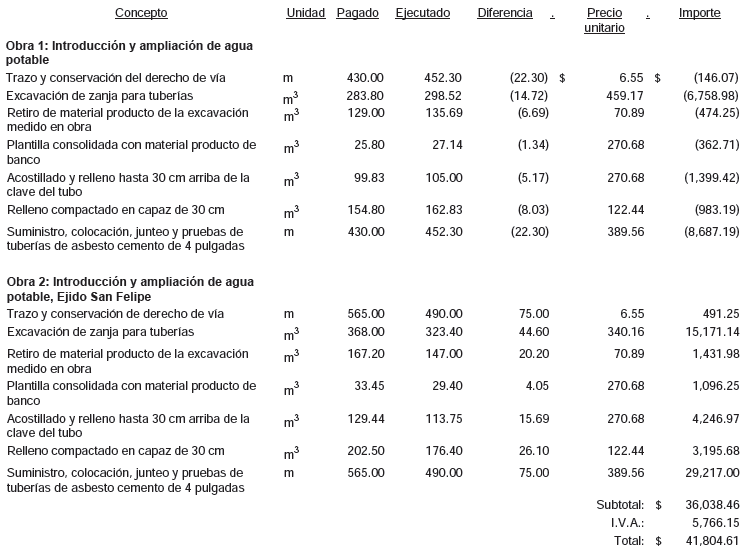 Concepto Unidad Pagado Ejecutado Diferencia . Precio . Importe
unitario
Obra 1: Introducción y ampliación de agua
potable
Trazo y conservación del derecho de vía m 430.00 452.30 (22.30) $ 6.55 $ (146.07)
Excavación de zanja para tuberías m³ 283.80 298.52 (14.72) 459.17 (6,758.98)
Retiro de material producto de la excavación m³ 129.00 135.69 (6.69) 70.89 (474.25)
medido en obra
Plantilla consolidada con material producto de m³ 25.80 27.14 (1.34) 270.68 (362.71)
banco
Acostillado y relleno hasta 30 cm arriba de la m³ 99.83 105.00 (5.17) 270.68 (1,399.42)
clave del tubo
Relleno compactado en capaz de 30 cm m³ 154.80 162.83 (8.03) 122.44 (983.19)
Suministro, colocación, junteo y pruebas de m 430.00 452.30 (22.30) 389.56 (8,687.19)
tuberías de asbesto cemento de 4 pulgadas
Obra 2: Introducción y ampliación de agua
potable, Ejido San Felipe
Trazo y conservación de derecho de vía m 565.00 490.00 75.00 6.55 491.25
Excavación de zanja para tuberías m³ 368.00 323.40 44.60 340.16 15,171.14
Retiro de material producto de la excavación m³ 167.20 147.00 20.20 70.89 1,431.98
medido en obra
Plantilla consolidada con material producto de m³ 33.45 29.40 4.05 270.68 1,096.25
banco
Acostillado y relleno hasta 30 cm arriba de la m³ 129.44 113.75 15.69 270.68 4,246.97
clave del tubo
Relleno compactado en capaz de 30 cm m³ 202.50 176.40 26.10 122.44 3,195.68
Suministro, colocación, junteo y pruebas de m 565.00 490.00 75.00 389.56 29,217.00
tuberías de asbesto cemento de 4 pulgadas
Subtotal: $ 36,038.46
I.V.A.: 5,766.15
Total: $ 41,804.61